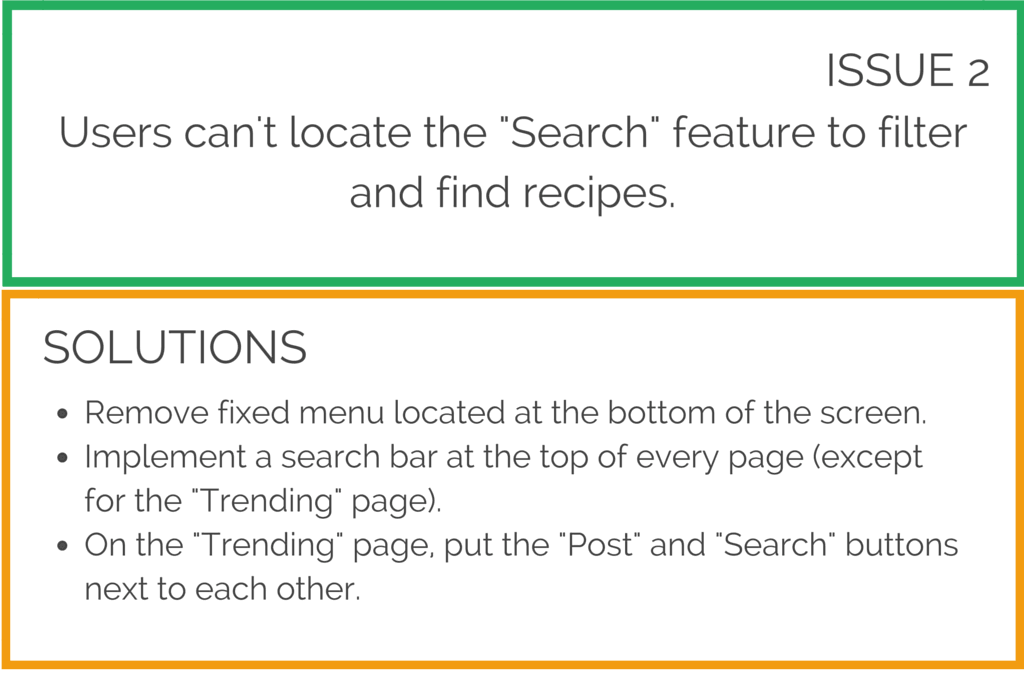 ISSUE 2
Users can't locate the "Search" feature to filter
and find recipes.
SOLUTIONS
• Remove fixed menu located at the bottom of the screen.
• Implement a search bar at the top of every page (except
for the "Trending" page).
• On the "Trending" page, put the "Post" and "Search" buttons
next to each other.